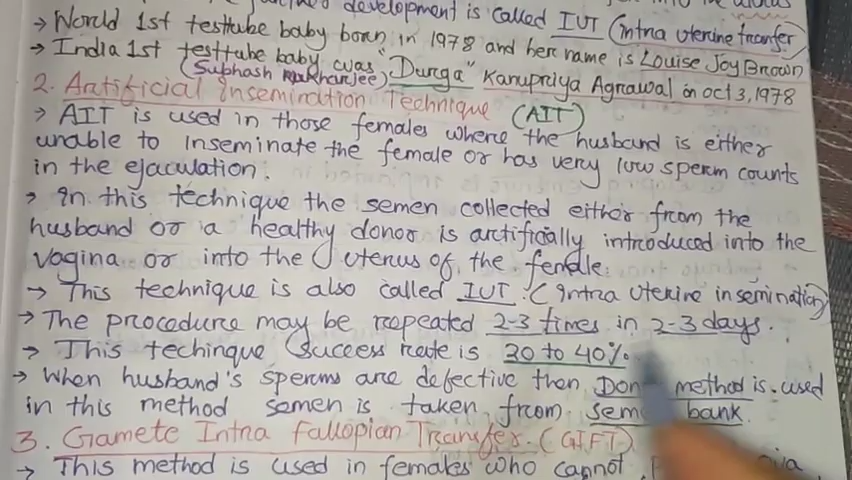 development is called IUT (intra uterine transfer)
→ World 1st testtube baby born in 1978 and her name is Louise Joy Brown
→ India 1st testtube baby was "Durga" Kanupriya Agrawal on oct 3, 1978
(Subhash Mukharjee)
2. Artificial insemination Technique (AIT)
→ AIT is used in those females where the husband is either
unable to inseminate the female or has very low sperm counts
in the ejaculation.
→ In this technique the semen collected either from the
husband or a healthy donor is artificially introduced into the
vagina or into the uterus of the female.
→ This technique is also called IUT. (Intra Uterine insemination)
→ The procedure may be repeated 2-3 times in 2-3 days.
→ This techinque success rate is 30 to 40%.
→ When husband's sperms are defective then method is used
in this method semen is taken from bank.
3. Gamete Intra Fallopian Transfer. (GIFT)
→ This method is used in females who cannot